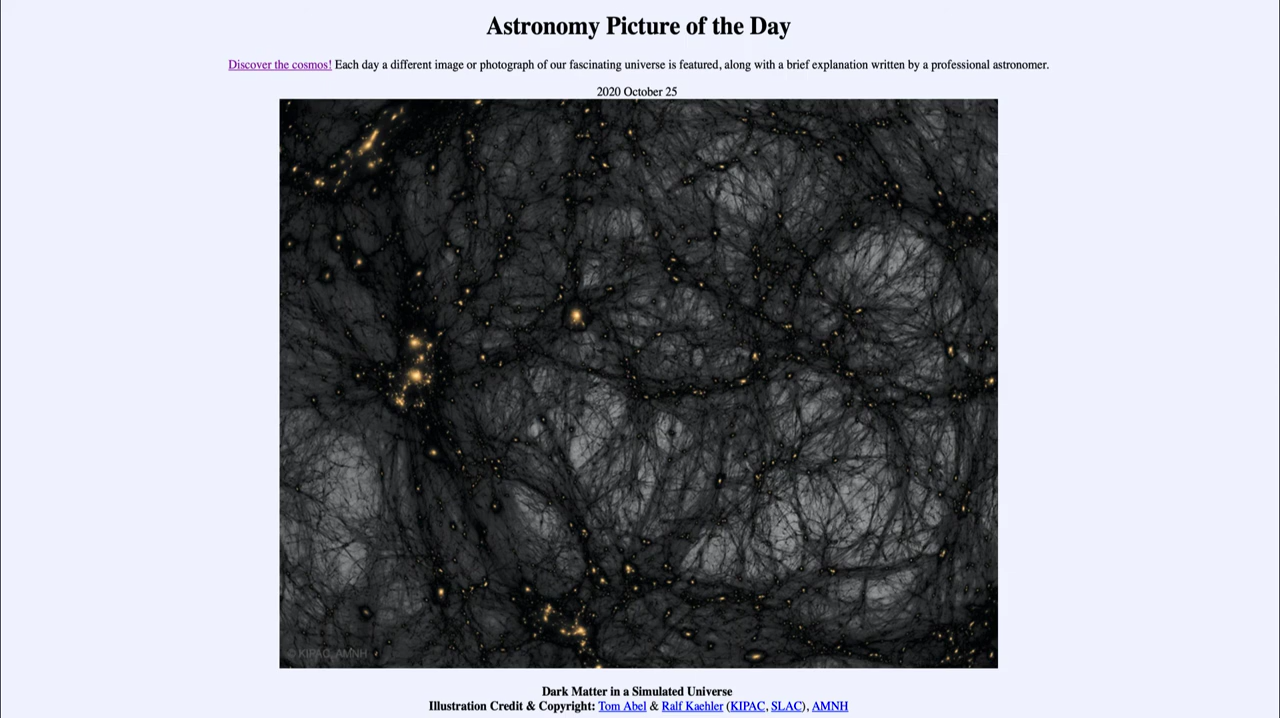 Astronomy Picture of the Day
Discover the cosmos! Each day a different image or photograph of our fascinating universe is featured, along with a brief explanation written by a professional astronomer.
2020 October 25
© KIPAC, AMNH
Dark Matter in a Simulated Universe
Illustration Credit & Copyright: Tom Abel & Ralf Kaehler (KIPAC, SLAC), AMNH